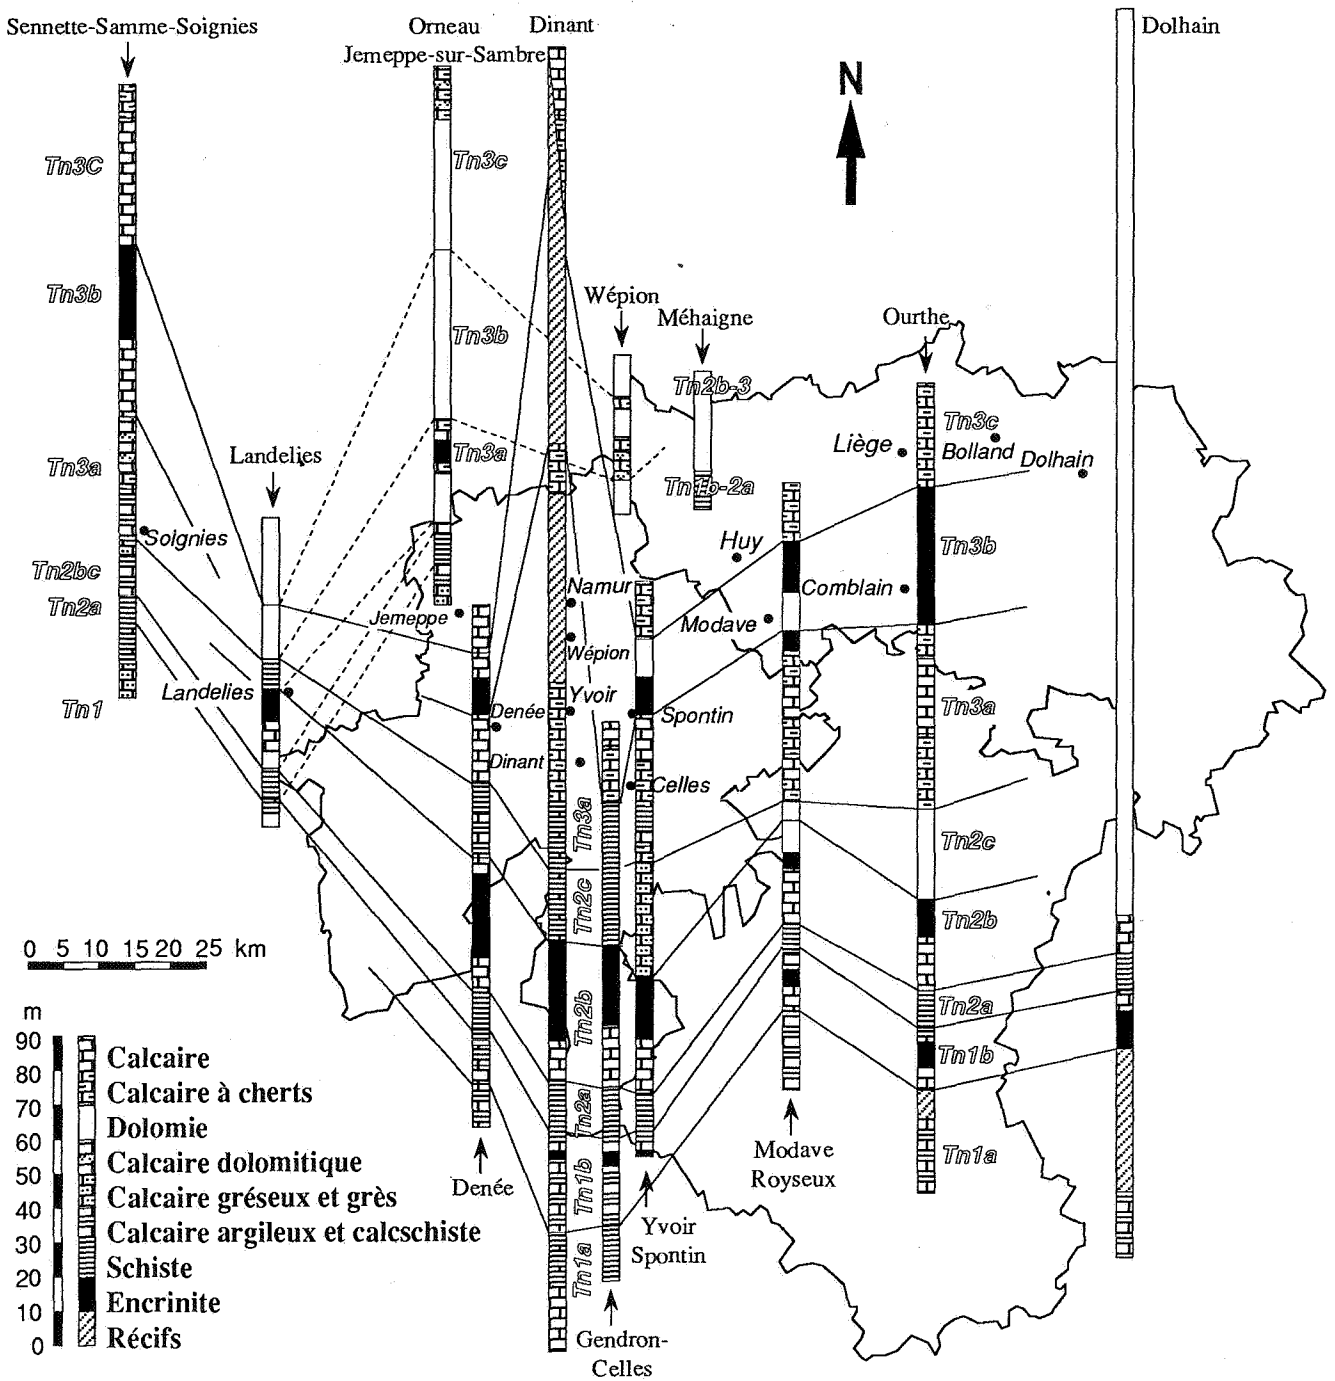 Sennette-Samme-Soignies
Orneau
Jemeppe-sur-Sambre
Dinant
Dolhain
N
Tn3C
Tn3b
Tn3a
Tn2bc
Tn2a
Tn1
Soignies
Landelies
Landelies
Tn3c
Tn3b
Tn3a
Jemeppe
Wépion
Méhaigne
Tn2b-3
Tn1b-2a
Ourthe
Liège
Bolland
Dolhain
Huy
Comblain
Modave
Namur
Wépion
Yvoir
Denée
Dinant
Spontin
Celles
Tn3c
Tn3b
Tn3a
Tn2c
Tn2b
Tn2a
Tn1b
Tn1a
Tn3a
Tn2c
Tn2b
Tn2a
Tn1b
Tn1a
Denée
Gendron-
Celles
Yvoir
Spontin
Modave
Royseux
0 5 10 15 20 25 km
m
90
80
70
60
50
40
30
20
10
0
Calcaire
Calcaire à cherts
Dolomie
Calcaire dolomitique
Calcaire gréseux et grès
Calcaire argileux et calcschiste
Schiste
Encrinite
Récifs